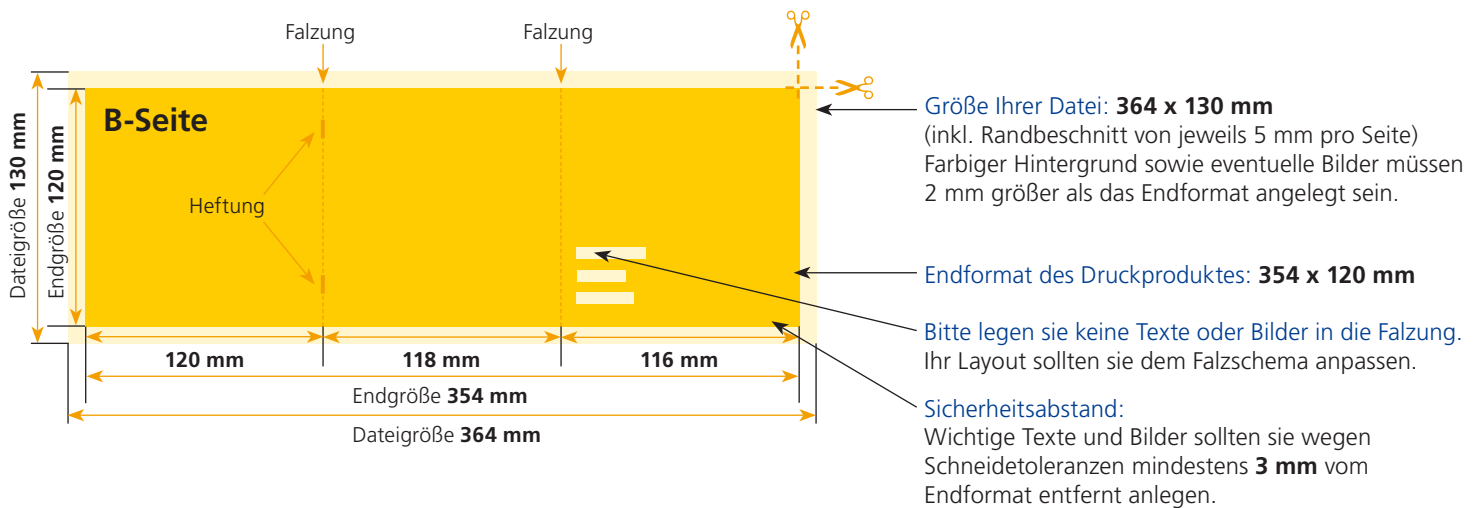 Falzung
Falzung
B-Seite
Dateigröße 130 mm
Endgröße 120 mm
Heftung
120 mm
118 mm
116 mm
Endgröße 354 mm
Dateigröße 364 mm
Größe Ihrer Datei: 364 x 130 mm
(inkl. Randbeschnitt von jeweils 5 mm pro Seite)
Farbiger Hintergrund sowie eventuelle Bilder müssen
2 mm größer als das Endformat angelegt sein.
Endformat des Druckproduktes: 354 x 120 mm
Bitte legen sie keine Texte oder Bilder in die Falzung.
Ihr Layout sollten sie dem Falzschema anpassen.
Sicherheitsabstand:
Wichtige Texte und Bilder sollten sie wegen
Schneidetoleranzen mindestens 3 mm vom
Endformat entfernt anlegen.